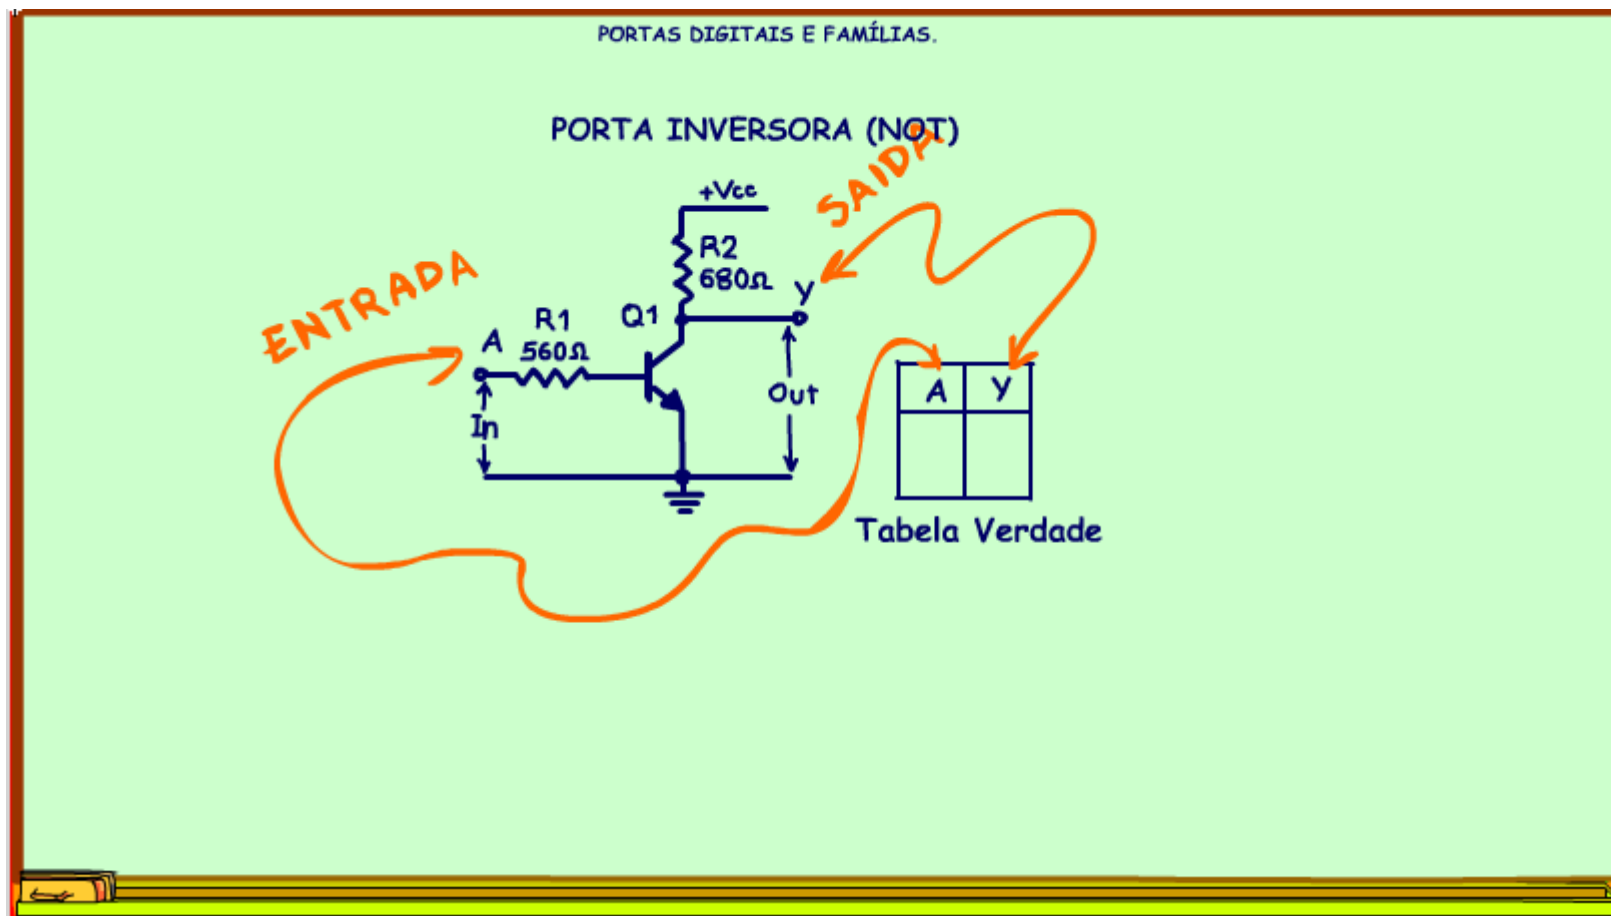 PORTAS DIGITAIS E FAMÍLIAS.
PORTA INVERSORA (NOT)
SAIDA
+Vcc
R2
680Ω
ENTRADA
Y
Q1
R1
A
560Ω
In
Out
A Y
Tabela Verdade